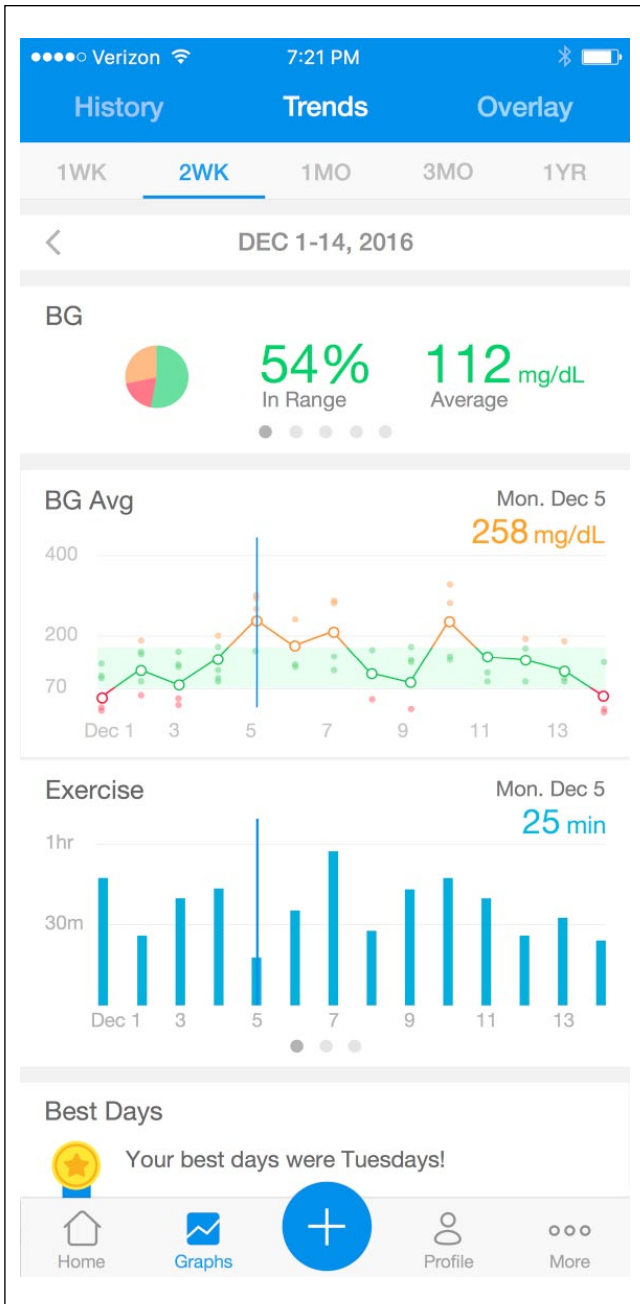 Verizon 7:21 PM
History Trends Overlay
1WK 2WK 1MO 3MO 1YR
DEC 1-14, 2016
BG
54% 112 mg/dL
In Range Average
BG Avg Mon. Dec 5
258 mg/dL
400
200
70
Dec 1 3 5 7 9 11 13
Exercise Mon. Dec 5
25 min
1hr
30m
Dec 1 3 5 7 9 11 13
Best Days
Your best days were Tuesdays!
Home Graphs Profile More